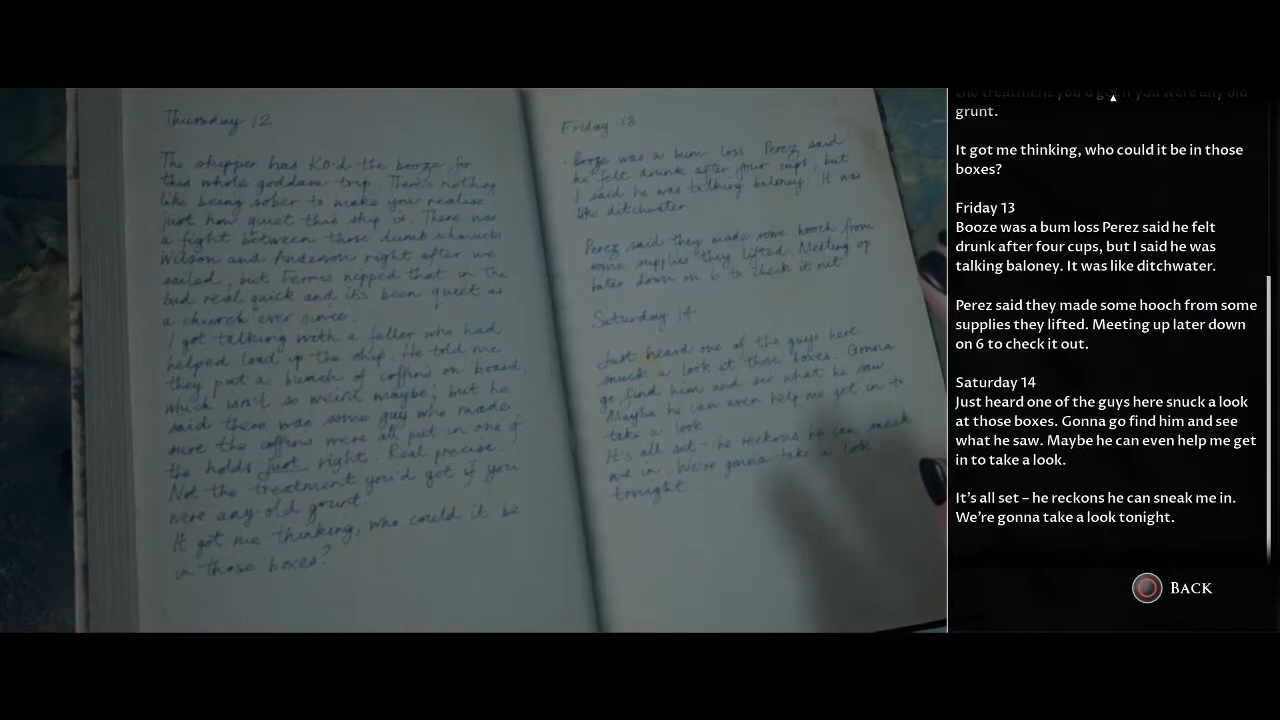 Thursday 12
The skipper has KO'd the booze for
this whole goddam trip. There's nothing
like being sober to make you realise
just how quiet this ship is. There was
a fight between those dumb schmucks
Wilson and Anderson right after we
sailed, but Ferris nipped that in the
bud real quick and it's been quiet as
a church ever since.
I got talking with a feller who had
helped load up the ship. He told me
they put a bunch of coffins on board,
which isn't so weird maybe, but he
said there was some guy who made
sure the coffins were all put in one of
the holds just right. Real precise.
Not the treatment you'd got if you
were any old grunt.
It got me thinking, who could it be
in those boxes?
Friday 13
Booze was a bum loss Perez said
he felt drunk after four cups, but
I said he was talking baloney. It was
like ditchwater
Perez said they made some hooch from
some supplies they lifted. Meeting up
later down on 6 to check it out
Saturday 14
Just heard one of the guys here
snuck a look at those boxes. Gonna
go find him and see what he saw.
Maybe he can even help me get in to
take a look
It's all set - he reckons he can sneak
me in. We're gonna take a look
tonight.
the treatment you'd got if you were any old
grunt.
It got me thinking, who could it be in those
boxes?
Friday 13
Booze was a bum loss Perez said he felt
drunk after four cups, but I said he was
talking baloney. It was like ditchwater.
Perez said they made some hooch from some
supplies they lifted. Meeting up later down
on 6 to check it out.
Saturday 14
Just heard one of the guys here snuck a look
at those boxes. Gonna go find him and see
what he saw. Maybe he can even help me get
in to take a look.
It's all set – he reckons he can sneak me in.
We're gonna take a look tonight.
BACK